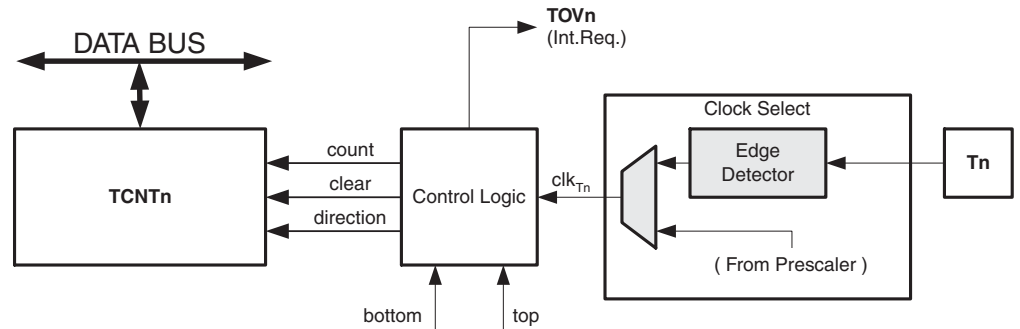 TOVn
(Int.Req.)
DATA BUS
Clock Select
TCNTn
count
clear
direction
Control Logic
clkTn
Edge
Detector
Tn
( From Prescaler )
bottom
top